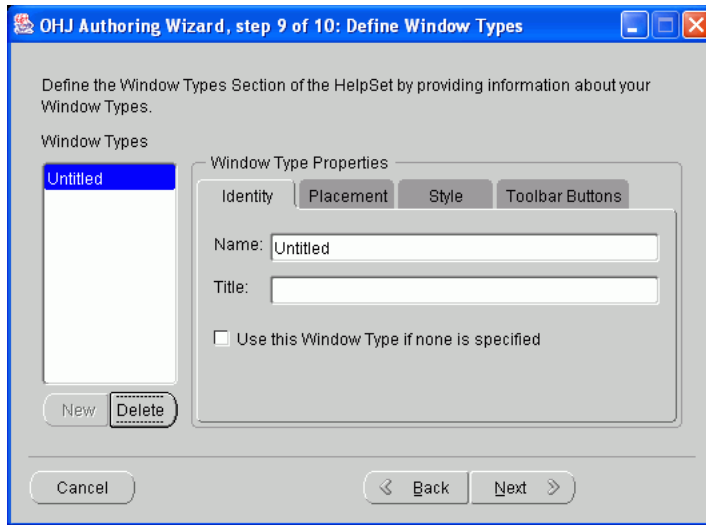 OHJ Authoring Wizard, step 9 of 10: Define Window Types
Define the Window Types Section of the HelpSet by providing information about your
Window Types.
Window Types
Untitled
Window Type Properties
Identity
Placement
Style
Toolbar Buttons
Name: Untitled
Title:
Use this Window Type if none is specified
New
Delete
Cancel
Back
Next